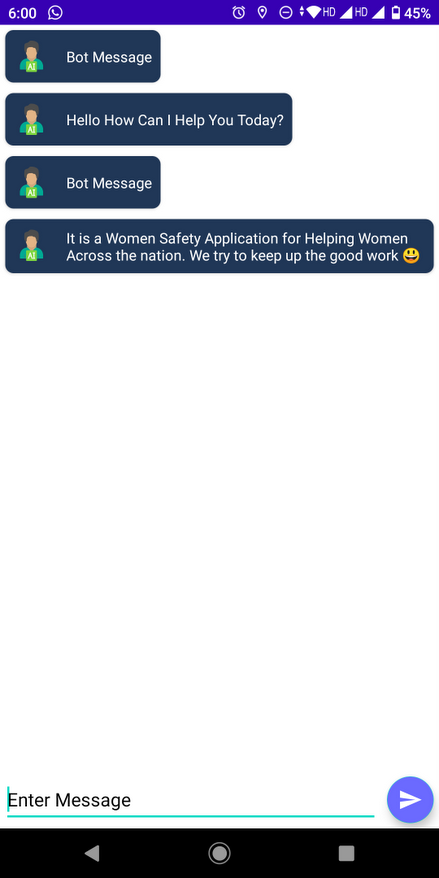 6:00 HD HD 45%
AI Bot Message
AI Hello How Can I Help You Today?
AI Bot Message
It is a Women Safety Application for Helping Women
AI Across the nation. We try to keep up the good work 😃
Enter Message